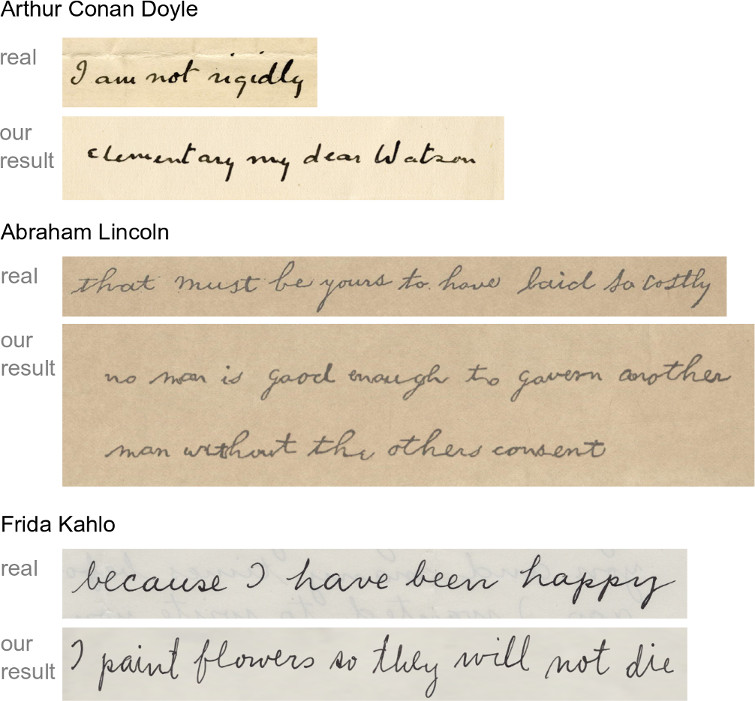 Arthur Conan Doyle
real
I am not rigidly
our
result
elementary my dear Watson
Abraham Lincoln
real
that must be yours to have laid so costly
our
result
no man is good enough to govern another
man without the others consent
Frida Kahlo
real
because I have been happy
our
result
I paint flowers so they will not die